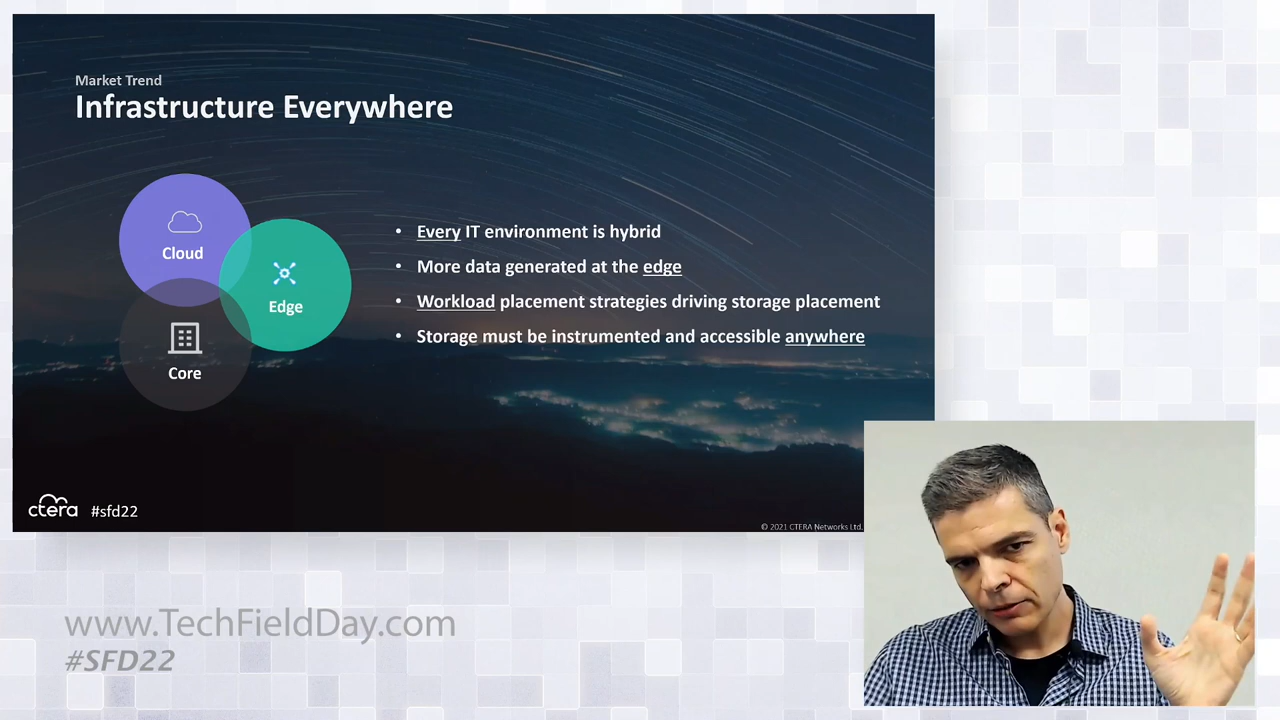 Market Trend
Infrastructure Everywhere
Cloud
Edge
Core
• Every IT environment is hybrid
• More data generated at the edge
• Workload placement strategies driving storage placement
• Storage must be instrumented and accessible anywhere
ctera #sfd22
© 2021 CTERA Networks Ltd.
www.TechFieldDay.com
#SFD22